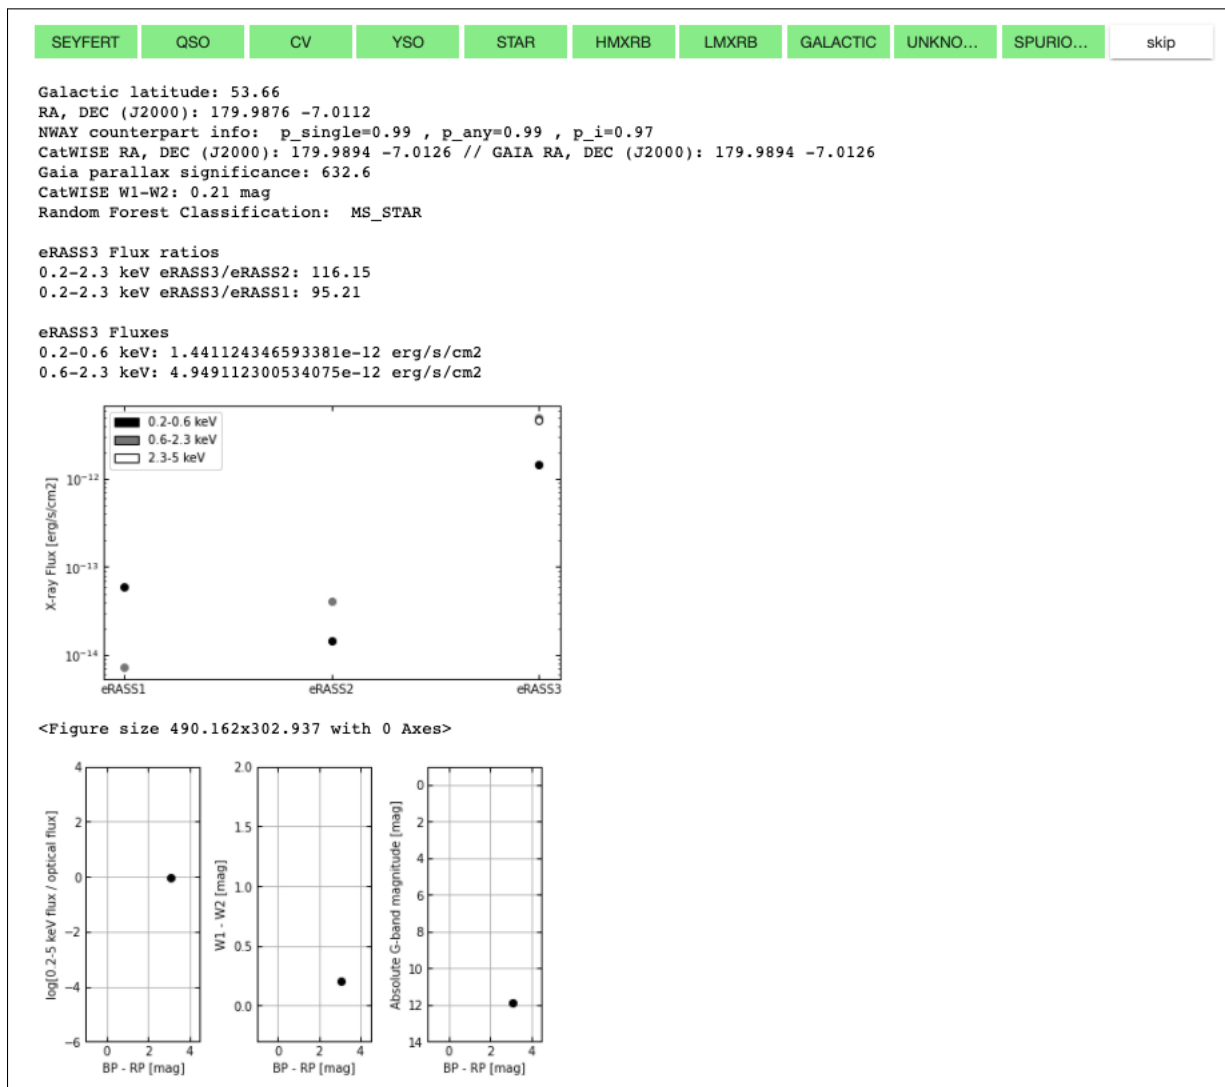 SEYFERT QSO CV YSO STAR HMXRB LMXRB GALACTIC UNKNO... SPURIO... skip
Galactic latitude: 53.66
RA, DEC (J2000): 179.9876 -7.0112
NWAY counterpart info:  p_single=0.99 , p_any=0.99 , p_i=0.97
CatWISE RA, DEC (J2000): 179.9894 -7.0126 // GAIA RA, DEC (J2000): 179.9894 -7.0126
Gaia parallax significance: 632.6
CatWISE W1-W2: 0.21 mag
Random Forest Classification:  MS_STAR
eRASS3 Flux ratios
0.2-2.3 keV eRASS3/eRASS2: 116.15
0.2-2.3 keV eRASS3/eRASS1: 95.21
eRASS3 Fluxes
0.2-0.6 keV: 1.441124346593381e-12 erg/s/cm2
0.6-2.3 keV: 4.949112300534075e-12 erg/s/cm2
0.2-0.6 keV
0.6-2.3 keV
2.3-5 keV
X-ray Flux [erg/s/cm2]
10⁻¹²
10⁻¹³
10⁻¹⁴
eRASS1 eRASS2 eRASS3
<Figure size 490.162x302.937 with 0 Axes>
log[0.2-5 keV flux / optical flux]
4
2
0
−2
−4
−6
0 2 4
BP - RP [mag]
W1 - W2 [mag]
2.0
1.5
1.0
0.5
0.0
0 2 4
BP - RP [mag]
Absolute G-band magnitude [mag]
0
2
4
6
8
10
12
14
0 2 4
BP - RP [mag]